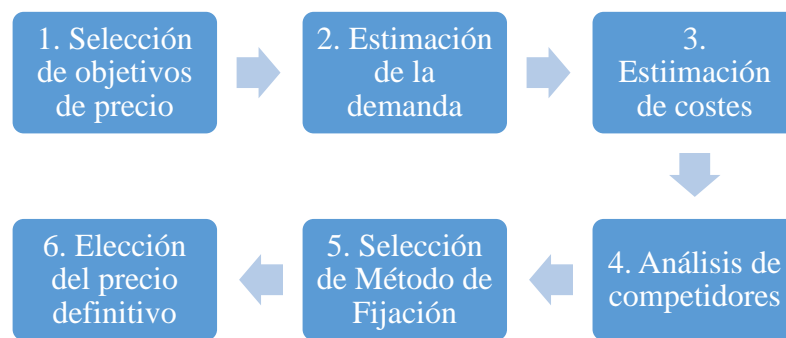 1. Selección
de objetivos
de precio
2. Estimación
de la
demanda
3.
Estiimación
de costes
4. Análisis de
competidores
5. Selección
de Método de
Fijación
6. Elección
del precio
definitivo